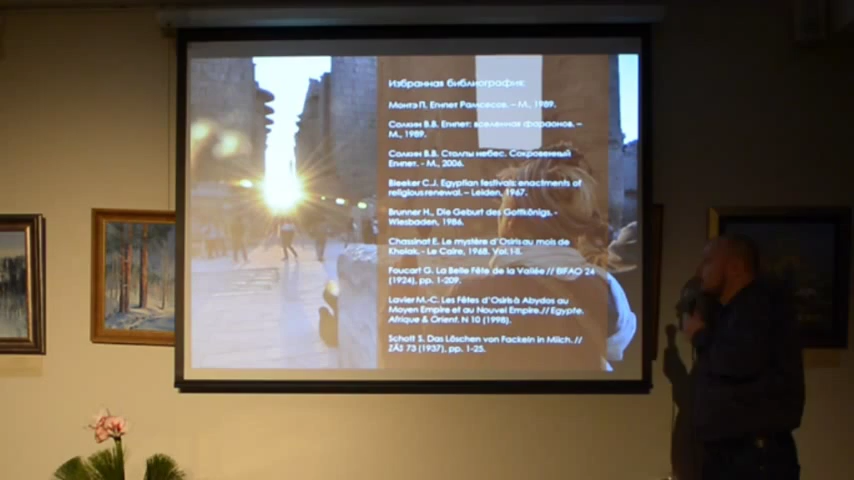 Избранная библиография:
Монтэ П. Египет Рамсесов. – М., 1989.
Солкин В.В. Египет: вселенная фараонов. –
М., 1989.
Солкин В.В. Столпы небес. Сокровенный
Египет. - М., 2006.
Bleeker C.J. Egyptian festivals: enactments of
religious renewal. – Leiden, 1967.
Brunner H., Die Geburt des Gottkönigs. -
Wiesbaden, 1986.
Chassinat E. Le mystère d'Osiris au mois de
Khoiak. - Le Caire, 1968. Vol. I-II.
Foucart G. La Belle Fête de la Vallée // BIFAO 24
(1924), pp. 1-209.
Lavier M.-C. Les Fêtes d'Osiris à Abydos au
Moyen Empire et au Nouvel Empire. // Egypte.
Afrique & Orient. N 10 (1998).
Schott S. Das Löschen von Fackeln in Milch. //
ZÄS 73 (1937), pp. 1-25.